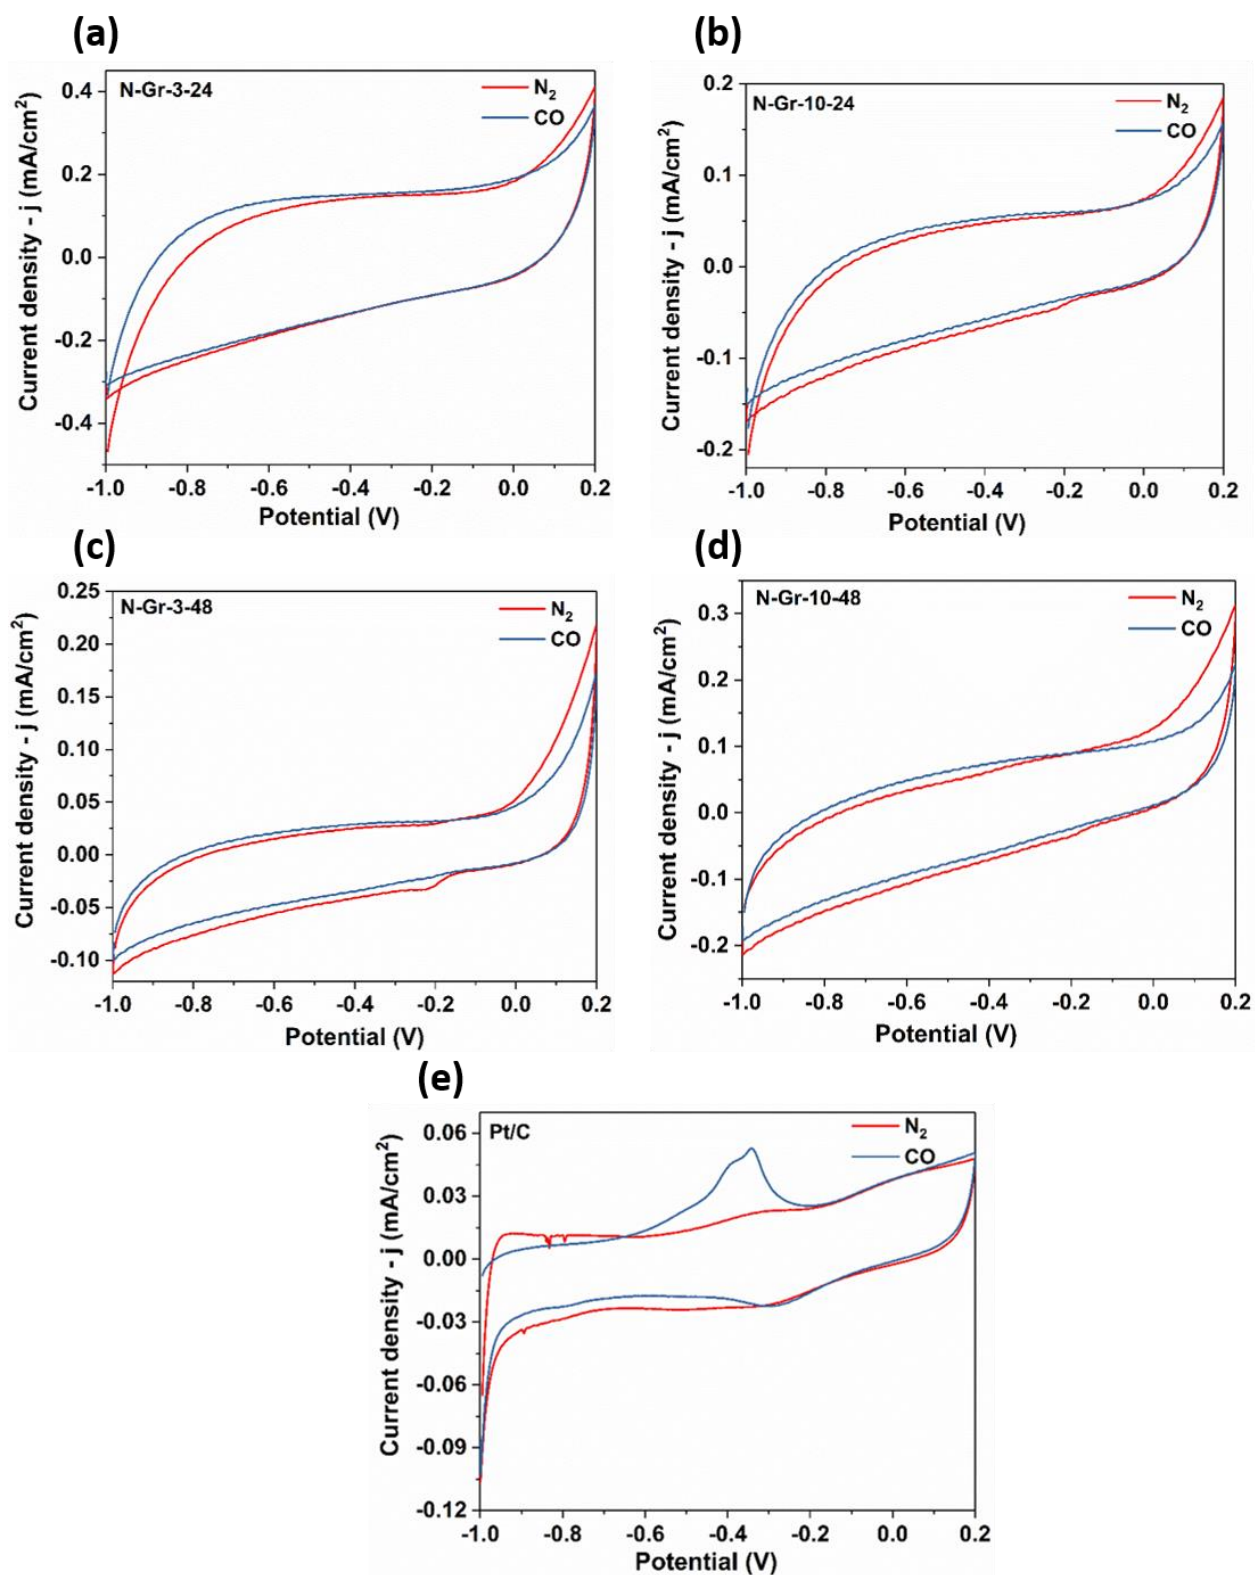 (a)
N-Gr-3-24
N₂
CO
Current density - j (mA/cm²)
0.4
0.2
0.0
-0.2
-0.4
-1.0 -0.8 -0.6 -0.4 -0.2 0.0 0.2
Potential (V)
(b)
N-Gr-10-24
N₂
CO
Current density - j (mA/cm²)
0.2
0.1
0.0
-0.1
-0.2
-1.0 -0.8 -0.6 -0.4 -0.2 0.0 0.2
Potential (V)
(c)
N-Gr-3-48
N₂
CO
Current density - j (mA/cm²)
0.25
0.20
0.15
0.10
0.05
0.00
-0.05
-0.10
-1.0 -0.8 -0.6 -0.4 -0.2 0.0 0.2
Potential (V)
(d)
N-Gr-10-48
N₂
CO
Current density - j (mA/cm²)
0.3
0.2
0.1
0.0
-0.1
-0.2
-1.0 -0.8 -0.6 -0.4 -0.2 0.0 0.2
Potential (V)
(e)
Pt/C
N₂
CO
Current density - j (mA/cm²)
0.06
0.03
0.00
-0.03
-0.06
-0.09
-0.12
-1.0 -0.8 -0.6 -0.4 -0.2 0.0 0.2
Potential (V)